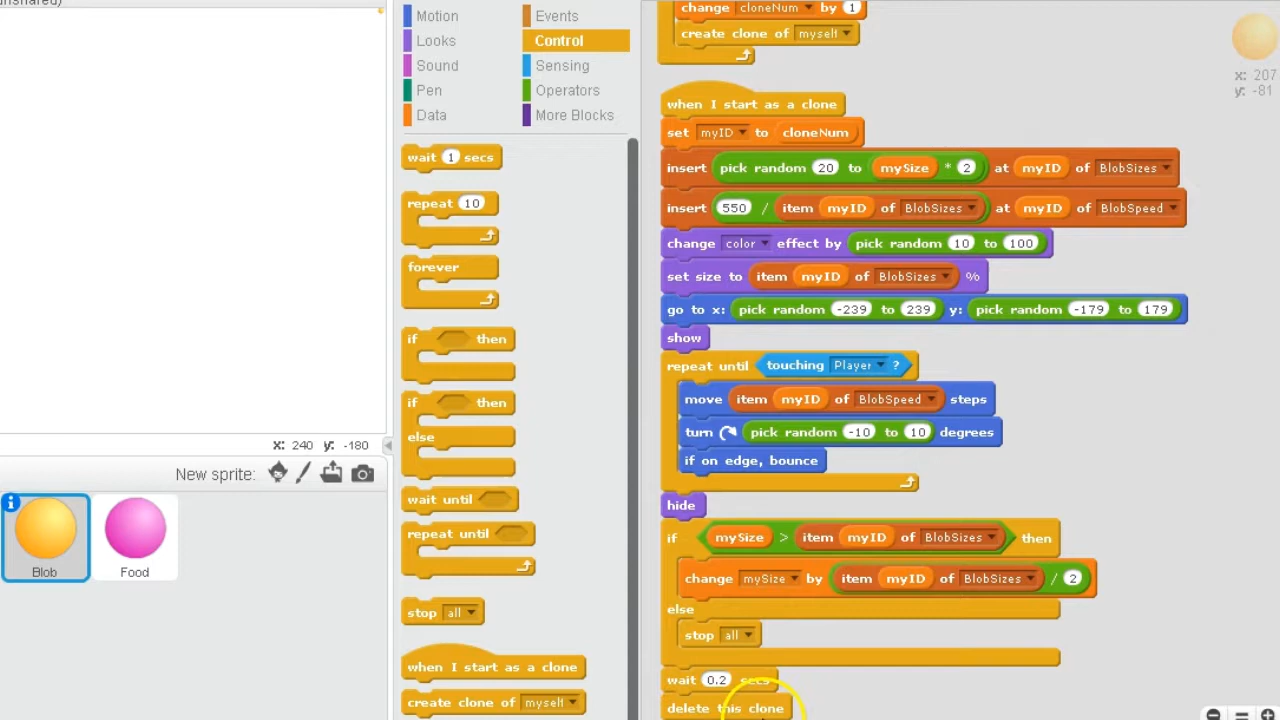 unshared)
x: 240 y: -180
New sprite:
Blob
Food
Motion
Events
Looks
Control
Sound
Sensing
Pen
Operators
Data
More Blocks
wait 1 secs
repeat 10
forever
if then
if then
else
wait until
repeat until
stop all
when I start as a clone
create clone of myself
change cloneNum by 1
create clone of myself
when I start as a clone
set myID to cloneNum
insert pick random 20 to mySize * 2 at myID of BlobSizes
insert 550 / item myID of BlobSizes at myID of BlobSpeed
change color effect by pick random 10 to 100
set size to item myID of BlobSizes %
go to x: pick random -239 to 239 y: pick random -179 to 179
show
repeat until touching Player ?
move item myID of BlobSpeed steps
turn pick random -10 to 10 degrees
if on edge, bounce
hide
if mySize > item myID of BlobSizes then
change mySize by item myID of BlobSizes / 2
else
stop all
wait 0.2 secs
delete this clone
x: 207
y: -81